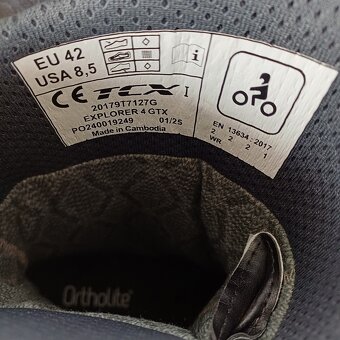 EU 42
USA 8,5
CE TCX I
20179T7127G
EXPLORER 4 GTX
PO240019249 01/25
Made in Cambodia
EN 13634:2017
2 2 2 1
WR
Ortholite